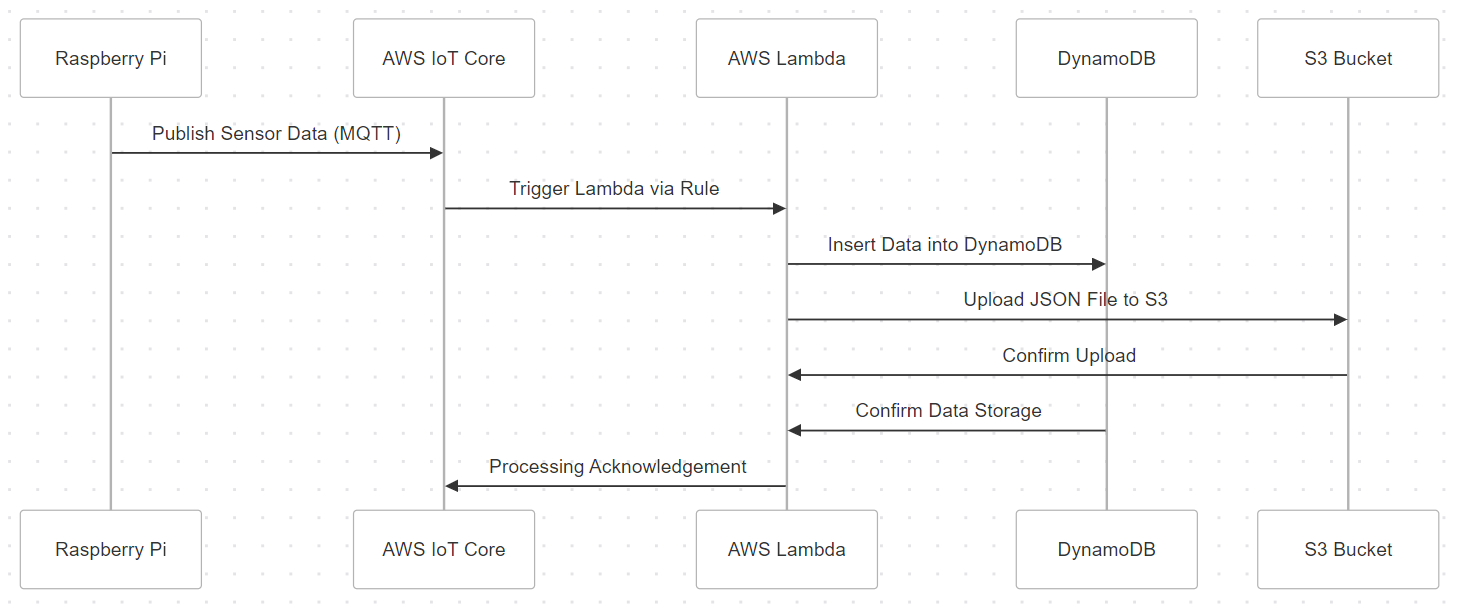 Raspberry Pi
AWS IoT Core
AWS Lambda
DynamoDB
S3 Bucket
Publish Sensor Data (MQTT)
Trigger Lambda via Rule
Insert Data into DynamoDB
Upload JSON File to S3
Confirm Upload
Confirm Data Storage
Processing Acknowledgement
Raspberry Pi
AWS IoT Core
AWS Lambda
DynamoDB
S3 Bucket